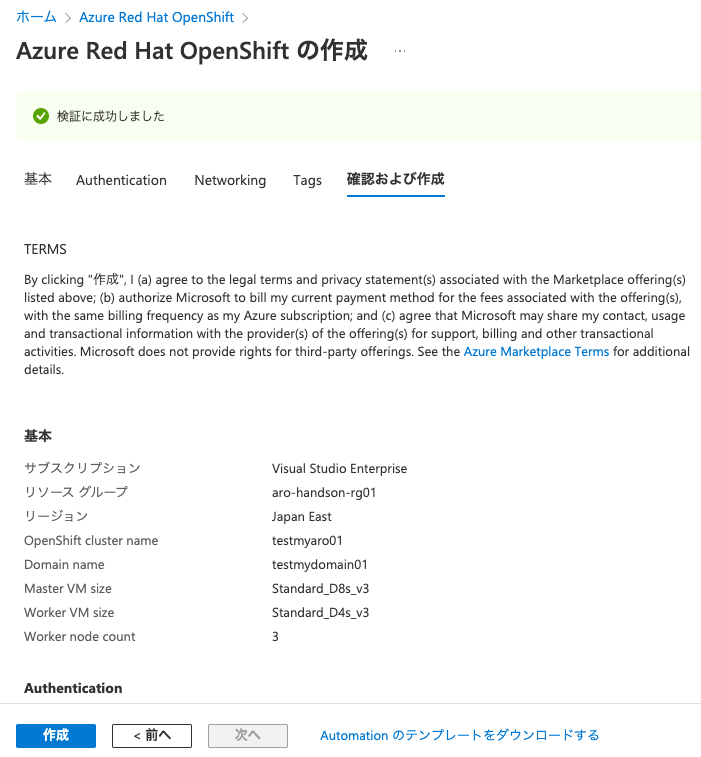 ホーム > Azure Red Hat OpenShift >
Azure Red Hat OpenShift の作成 ...
検証に成功しました
基本 Authentication Networking Tags 確認および作成
TERMS
By clicking "作成", I (a) agree to the legal terms and privacy statement(s) associated with the Marketplace offering(s)
listed above; (b) authorize Microsoft to bill my current payment method for the fees associated with the offering(s),
with the same billing frequency as my Azure subscription; and (c) agree that Microsoft may share my contact, usage
and transactional information with the provider(s) of the offering(s) for support, billing and other transactional
activities. Microsoft does not provide rights for third-party offerings. See the Azure Marketplace Terms for additional
details.
基本
サブスクリプション Visual Studio Enterprise
リソース グループ aro-handson-rg01
リージョン Japan East
OpenShift cluster name testmyaro01
Domain name testmydomain01
Master VM size Standard_D8s_v3
Worker VM size Standard_D4s_v3
Worker node count 3
Authentication
作成 < 前へ 次へ Automation のテンプレートをダウンロードする